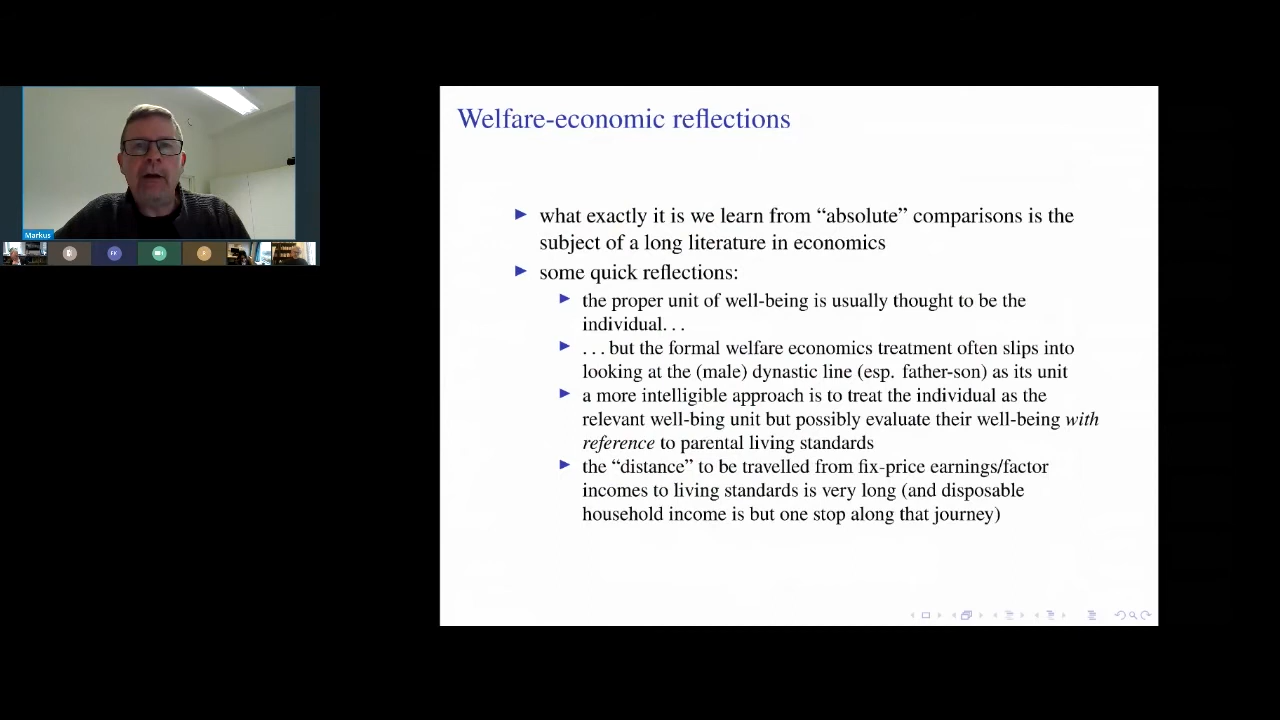 Welfare-economic reflections
what exactly it is we learn from “absolute” comparisons is the
subject of a long literature in economics
some quick reflections:
the proper unit of well-being is usually thought to be the
individual. . .
. . . but the formal welfare economics treatment often slips into
looking at the (male) dynastic line (esp. father-son) as its unit
a more intelligible approach is to treat the individual as the
relevant well-bing unit but possibly evaluate their well-being with
reference to parental living standards
the “distance” to be travelled from fix-price earnings/factor
incomes to living standards is very long (and disposable
household income is but one stop along that journey)
Markus